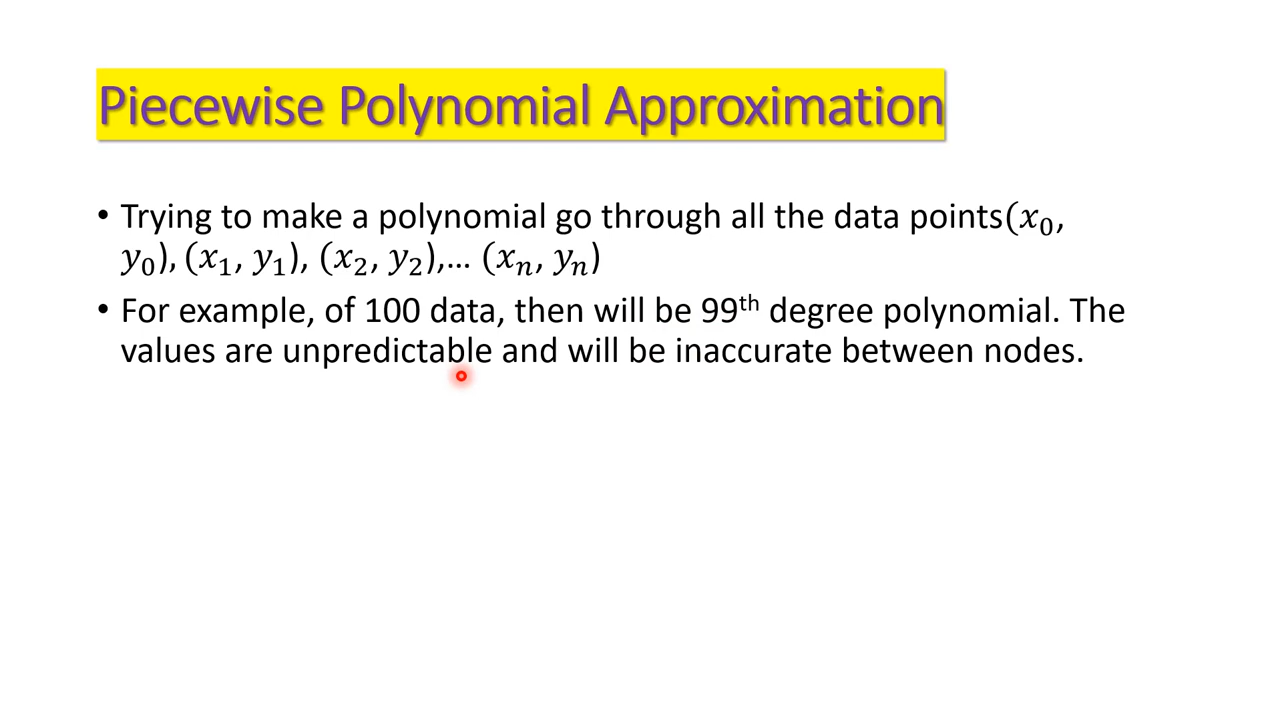 Piecewise Polynomial Approximation
• Trying to make a polynomial go through all the data points(𝑥₀,
𝑦₀), (𝑥₁, 𝑦₁), (𝑥₂, 𝑦₂),… (𝑥ₙ, 𝑦ₙ)
• For example, of 100 data, then will be 99ᵗʰ degree polynomial. The
values are unpredictable and will be inaccurate between nodes.